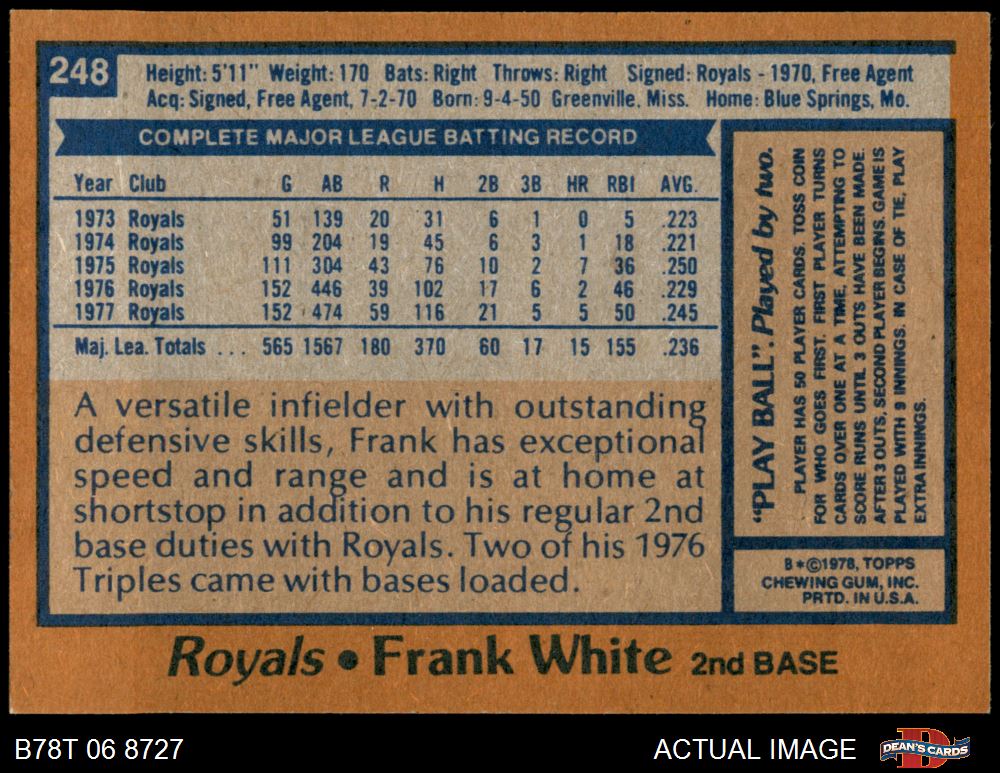 248
Height: 5'11" Weight: 170 Bats: Right Throws: Right Signed: Royals - 1970, Free Agent
Acq: Signed, Free Agent, 7-2-70 Born: 9-4-50 Greenville, Miss. Home: Blue Springs, Mo.
COMPLETE MAJOR LEAGUE BATTING RECORD
Year Club G AB R H 2B 3B HR RBI AVG.
1973 Royals 51 139 20 31 6 1 0 5 .223
1974 Royals 99 204 19 45 6 3 1 18 .221
1975 Royals 111 304 43 76 10 2 7 36 .250
1976 Royals 152 446 39 102 17 6 2 46 .229
1977 Royals 152 474 59 116 21 5 5 50 .245
Maj. Lea. Totals ... 565 1567 180 370 60 17 15 155 .236
A versatile infielder with outstanding
defensive skills, Frank has exceptional
speed and range and is at home at
shortstop in addition to his regular 2nd
base duties with Royals. Two of his 1976
Triples came with bases loaded.
"PLAY BALL". Played by two.
PLAYER HAS 50 PLAYER CARDS. TOSS COIN
FOR WHO GOES FIRST. FIRST PLAYER TURNS
CARDS OVER ONE AT A TIME, ATTEMPTING TO
SCORE RUNS UNTIL 3 OUTS HAVE BEEN MADE.
AFTER 3 OUTS, SECOND PLAYER BEGINS. GAME IS
PLAYED WITH 9 INNINGS. IN CASE OF TIE, PLAY
EXTRA INNINGS.
B*©1978, TOPPS
CHEWING GUM, INC.
PRTD. IN U.S.A.
Royals • Frank White 2nd BASE
B78T 06 8727
ACTUAL IMAGE
DEAN'S CARDS